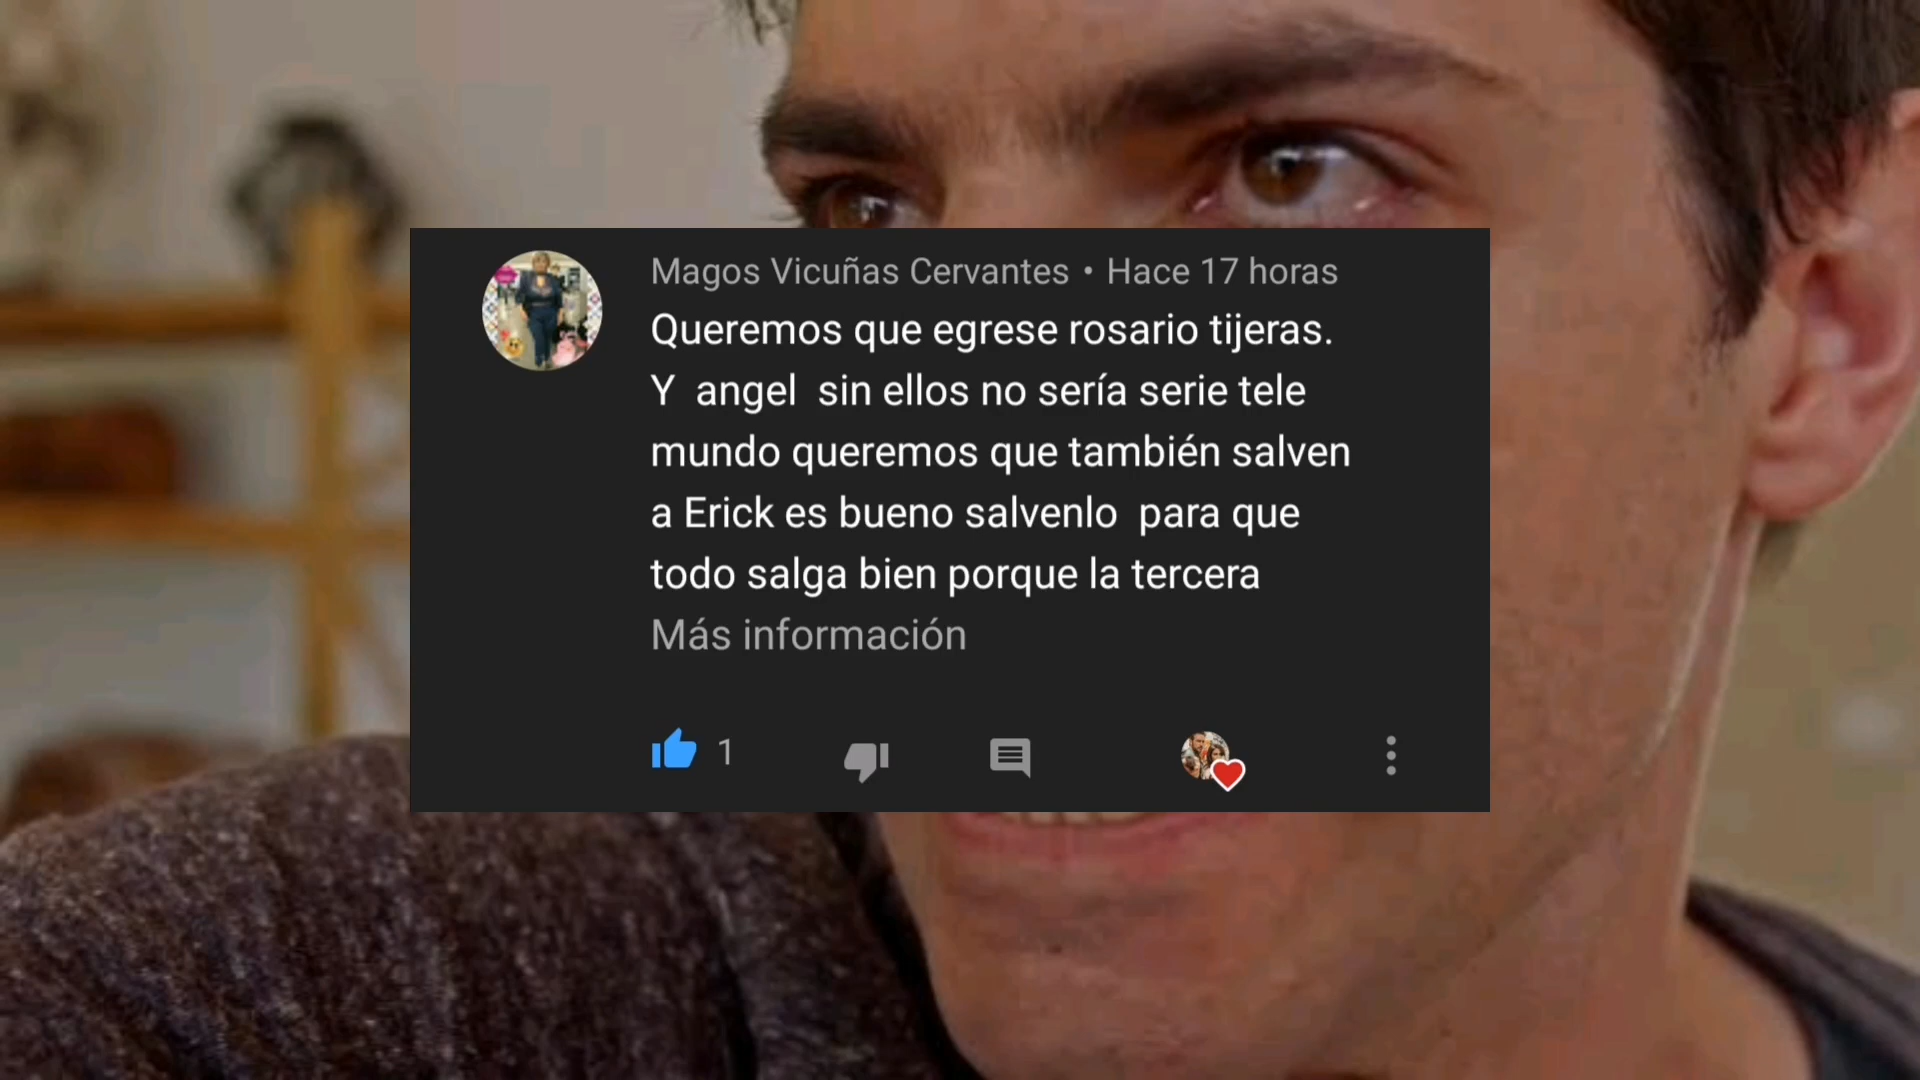 Magos Vicuñas Cervantes • Hace 17 horas
Queremos que egrese rosario tijeras.
Y angel sin ellos no sería serie tele
mundo queremos que también salven
a Erick es bueno salvenlo para que
todo salga bien porque la tercera
Más información
1